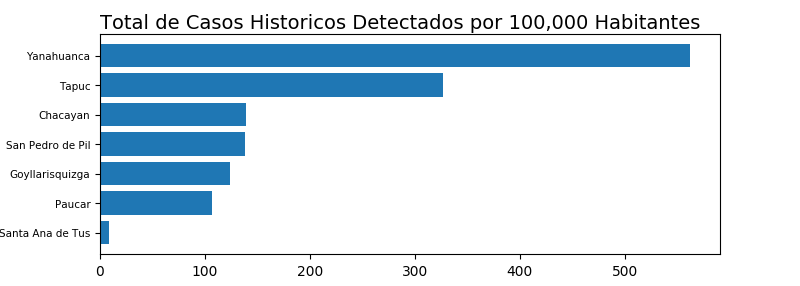 Total de Casos Historicos Detectados por 100,000 Habitantes
Yanahuanca
Tapuc
Chacayan
San Pedro de Pil
Goyllarisquizga
Paucar
Santa Ana de Tus
0 100 200 300 400 500